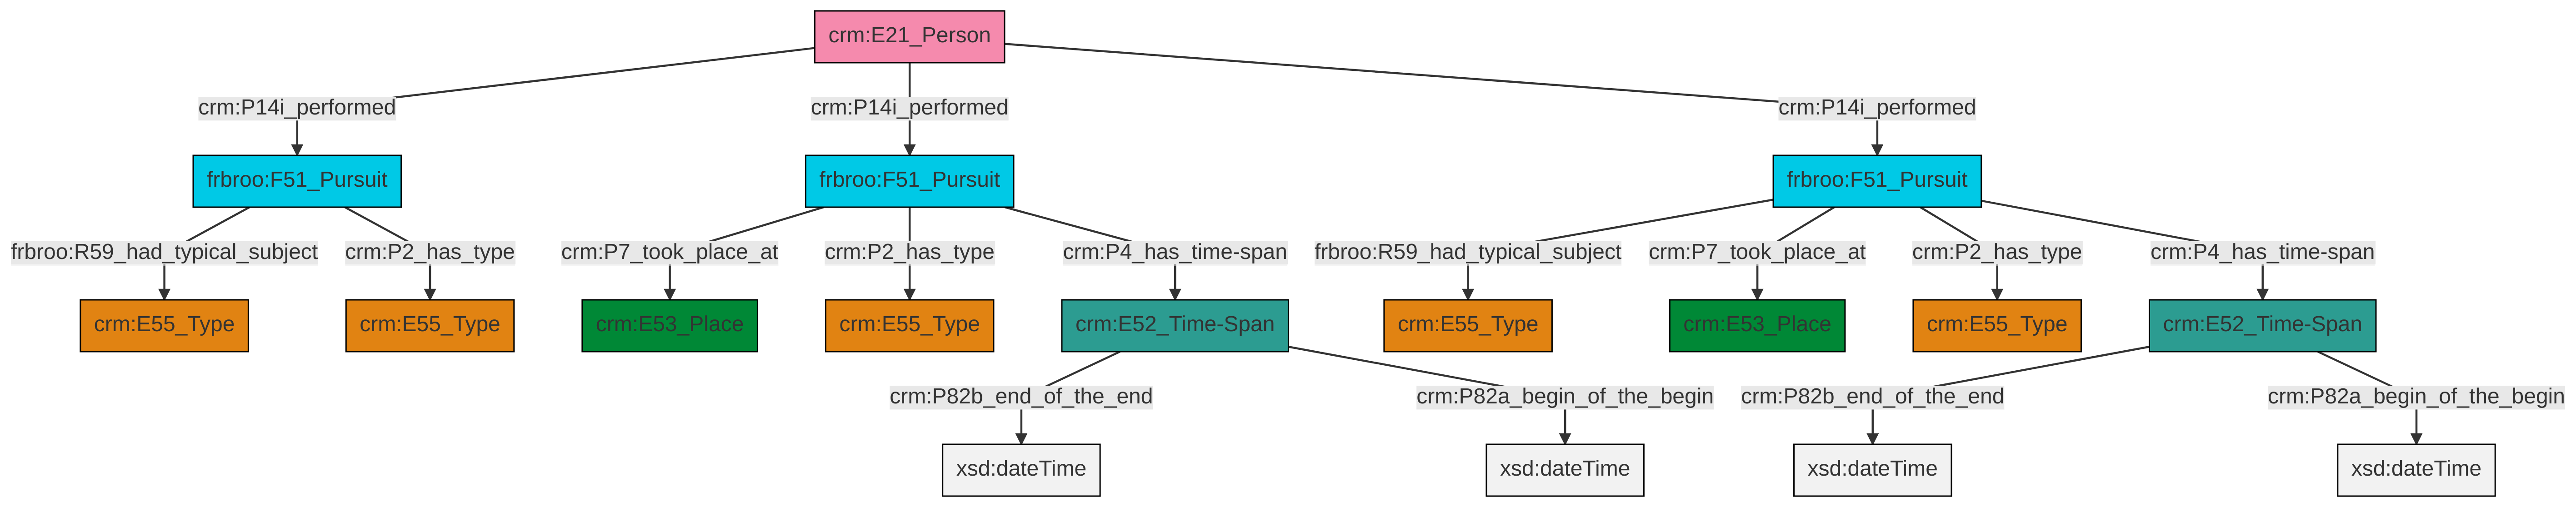 crm:E21_Person
crm:P14i_performed
crm:P14i_performed
crm:P14i_performed
frbroo:F51_Pursuit
frbroo:F51_Pursuit
frbroo:F51_Pursuit
frbroo:R59_had_typical_subject
crm:P2_has_type
crm:P7_took_place_at
crm:P2_has_type
crm:P4_has_time-span
frbroo:R59_had_typical_subject
crm:P7_took_place_at
crm:P2_has_type
crm:P4_has_time-span
crm:E55_Type
crm:E55_Type
crm:E53_Place
crm:E55_Type
crm:E52_Time-Span
crm:E55_Type
crm:E53_Place
crm:E55_Type
crm:E52_Time-Span
crm:P82b_end_of_the_end
crm:P82a_begin_of_the_begin
crm:P82b_end_of_the_end
crm:P82a_begin_of_the_begin
xsd:dateTime
xsd:dateTime
xsd:dateTime
xsd:dateTime